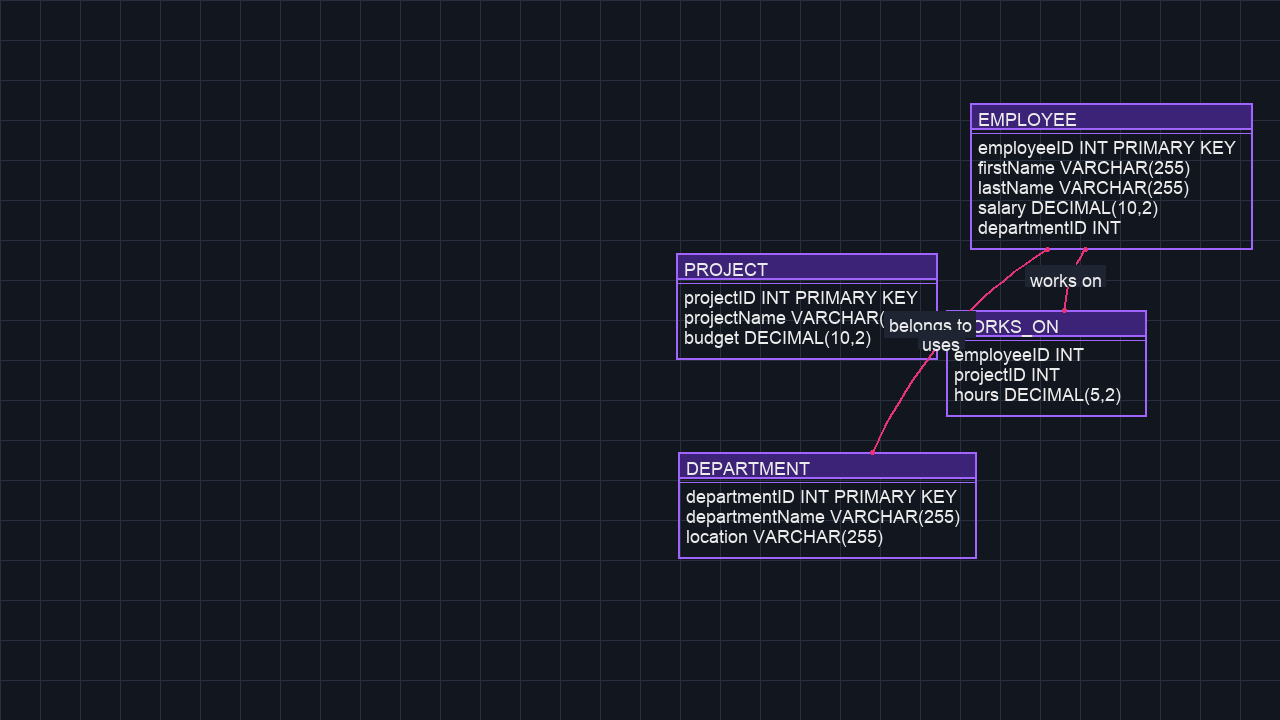 EMPLOYEE
employeeID INT PRIMARY KEY
firstName VARCHAR(255)
lastName VARCHAR(255)
salary DECIMAL(10,2)
departmentID INT
PROJECT
projectID INT PRIMARY KEY
projectName VARCHAR(
budget DECIMAL(10,2)
works on
belongs to
uses
ORKS_ON
employeeID INT
projectID INT
hours DECIMAL(5,2)
DEPARTMENT
departmentID INT PRIMARY KEY
departmentName VARCHAR(255)
location VARCHAR(255)